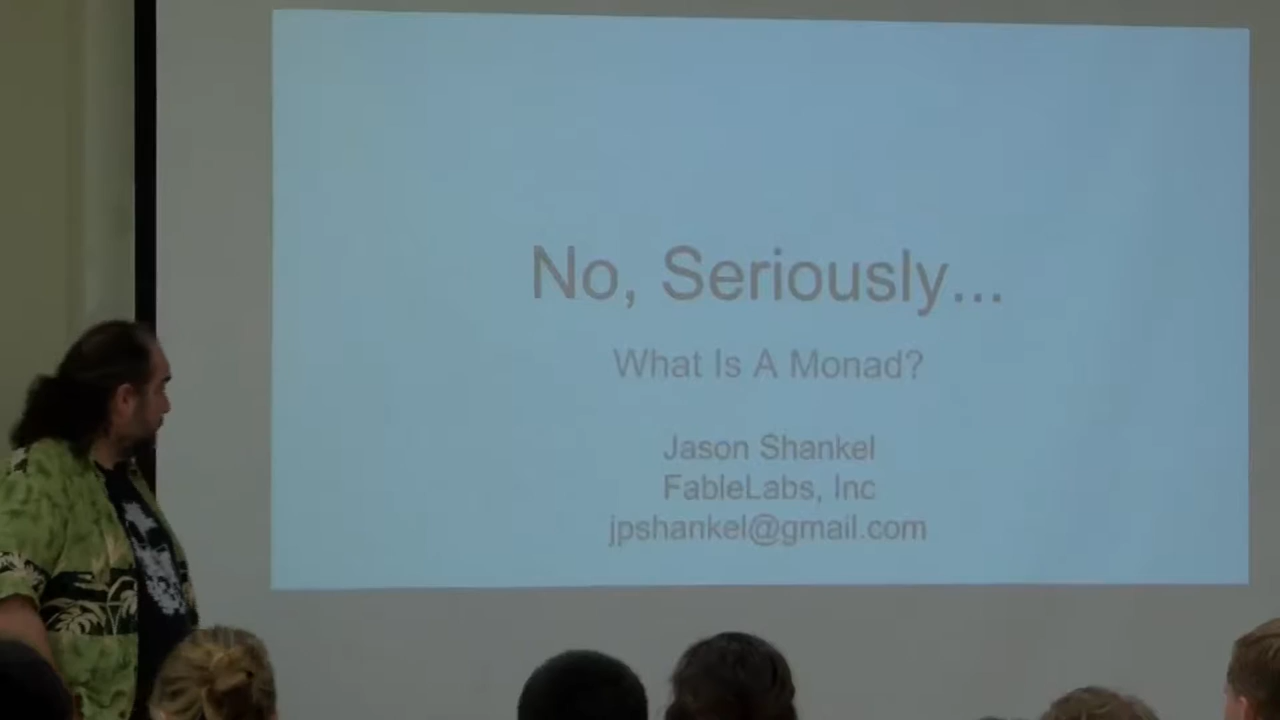 No, Seriously...
What Is A Monad?
Jason Shankel
FableLabs, Inc
jpshankel@gmail.com